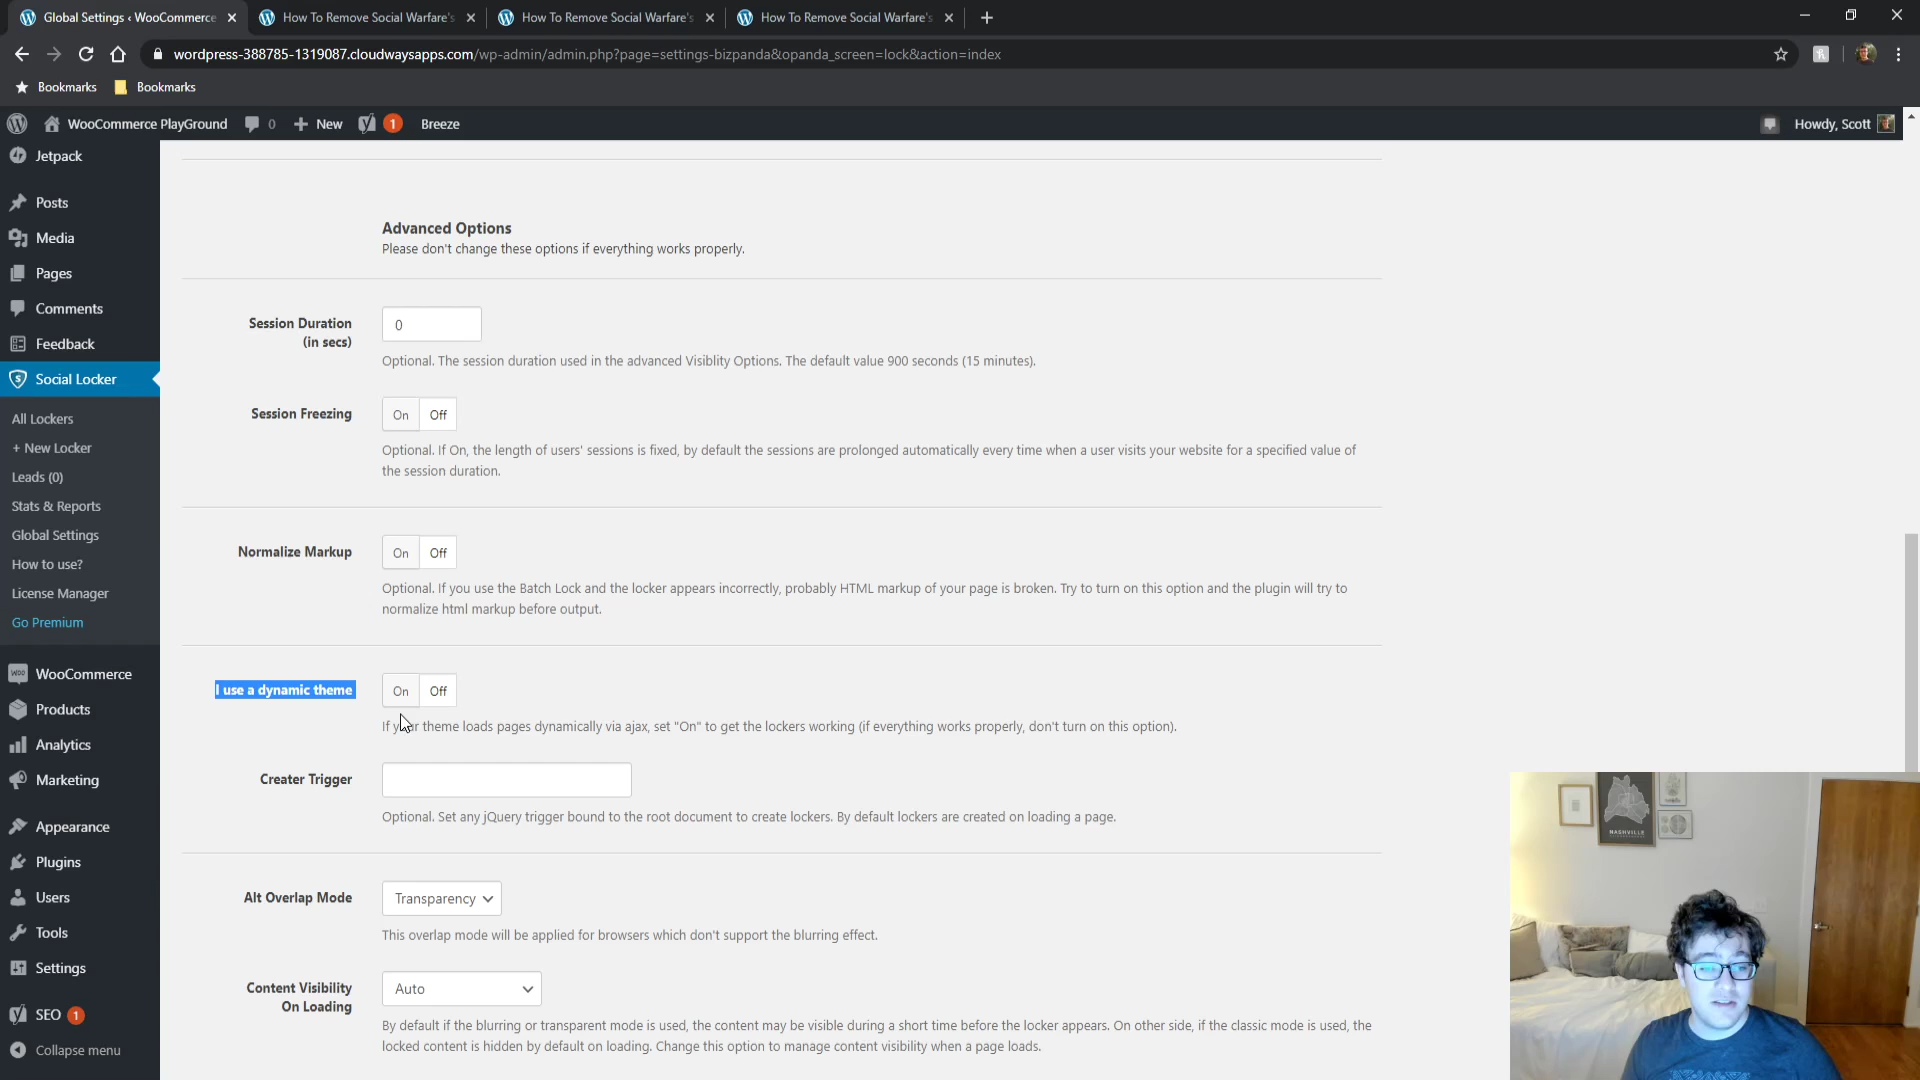 Global Settings ‹ WooCommerce
How To Remove Social Warfare's
How To Remove Social Warfare's
How To Remove Social Warfare's
wordpress-388785-1319087.cloudwaysapps.com/wp-admin/admin.php?page=settings-bizpanda&opanda_screen=lock&action=index
Bookmarks
Bookmarks
WooCommerce PlayGround
0
New
1
Breeze
Howdy, Scott
Jetpack
Posts
Media
Pages
Comments
Feedback
Social Locker
All Lockers
+ New Locker
Leads (0)
Stats & Reports
Global Settings
How to use?
License Manager
Go Premium
WooCommerce
Products
Analytics
Marketing
Appearance
Plugins
Users
Tools
Settings
SEO 1
Collapse menu
Advanced Options
Please don't change these options if everything works properly.
Session Duration
(in secs)
0
Optional. The session duration used in the advanced Visiblity Options. The default value 900 seconds (15 minutes).
Session Freezing
On Off
Optional. If On, the length of users' sessions is fixed, by default the sessions are prolonged automatically every time when a user visits your website for a specified value of
the session duration.
Normalize Markup
On Off
Optional. If you use the Batch Lock and the locker appears incorrectly, probably HTML markup of your page is broken. Try to turn on this option and the plugin will try to
normalize html markup before output.
I use a dynamic theme
On Off
If your theme loads pages dynamically via ajax, set "On" to get the lockers working (if everything works properly, don't turn on this option).
Creater Trigger
Optional. Set any jQuery trigger bound to the root document to create lockers. By default lockers are created on loading a page.
Alt Overlap Mode
Transparency
This overlap mode will be applied for browsers which don't support the blurring effect.
Content Visibility
On Loading
Auto
By default if the blurring or transparent mode is used, the content may be visible during a short time before the locker appears. On other side, if the classic mode is used, the
locked content is hidden by default on loading. Change this option to manage content visibility when a page loads.
NASHVILLE